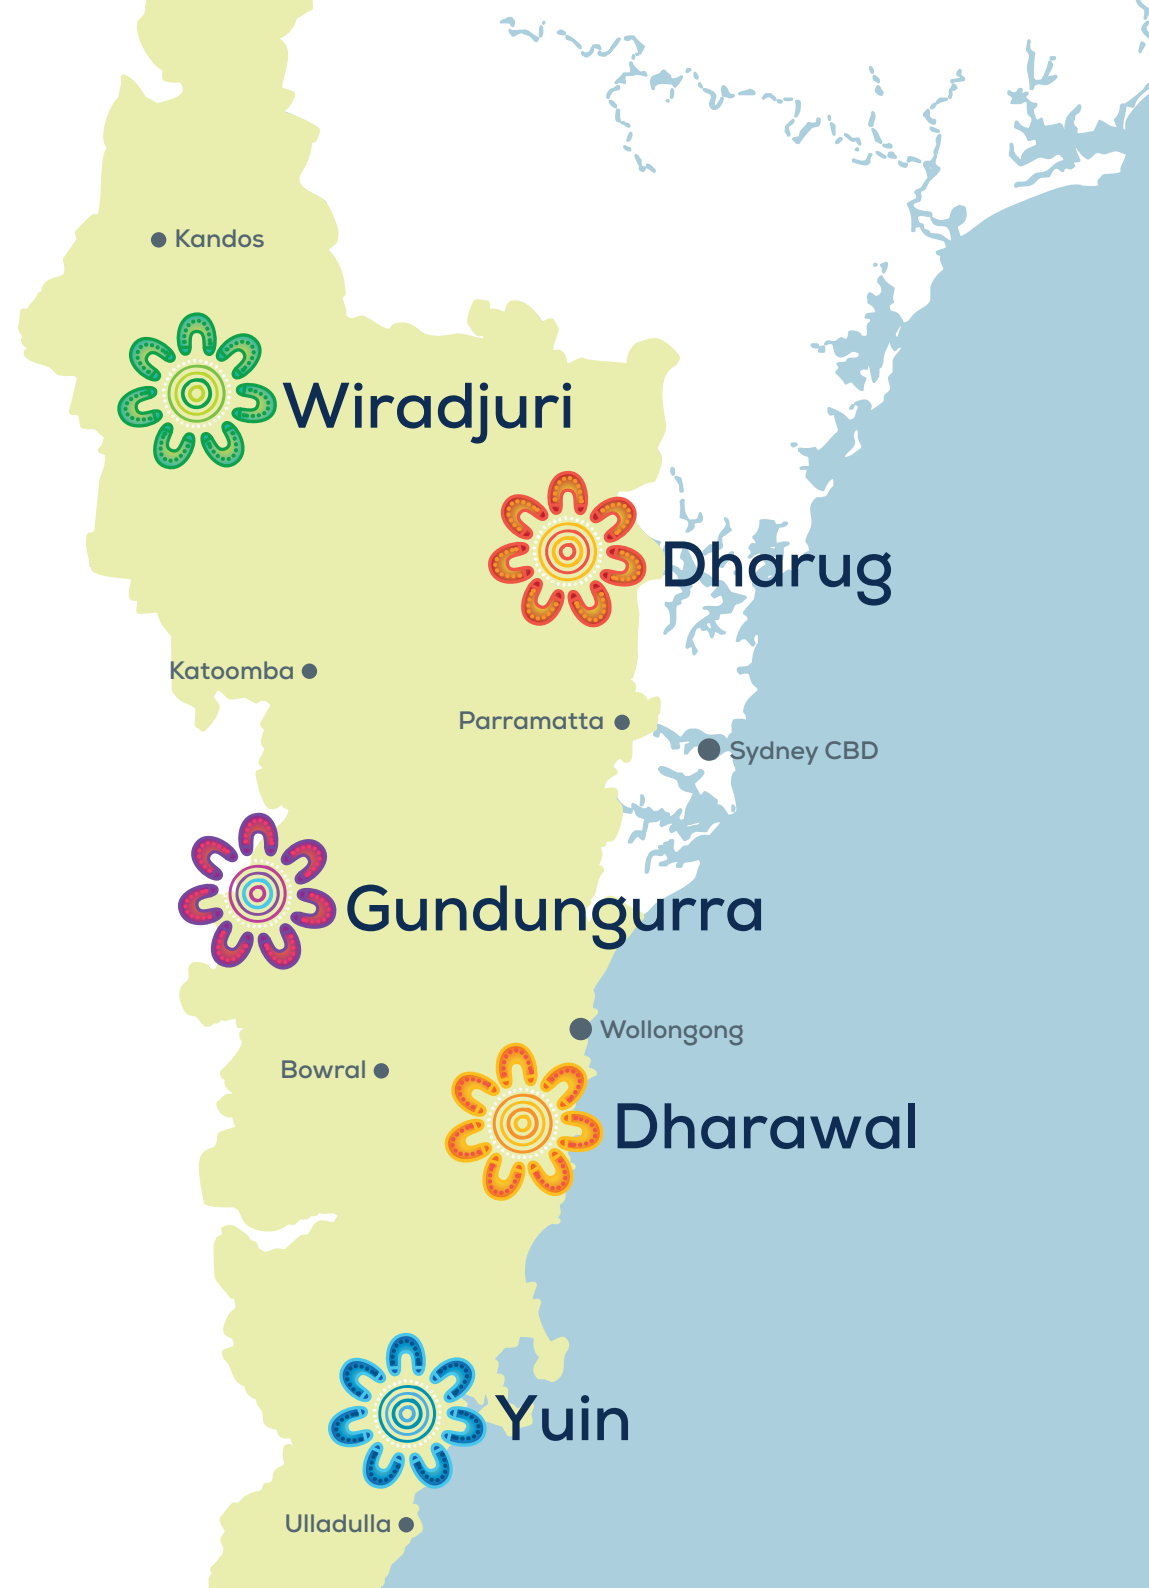 Kandos
Wiradjuri
Dharug
Katoomba
Parramatta
Sydney CBD
Gundungurra
Wollongong
Bowral
Dharawal
Yuin
Ulladulla